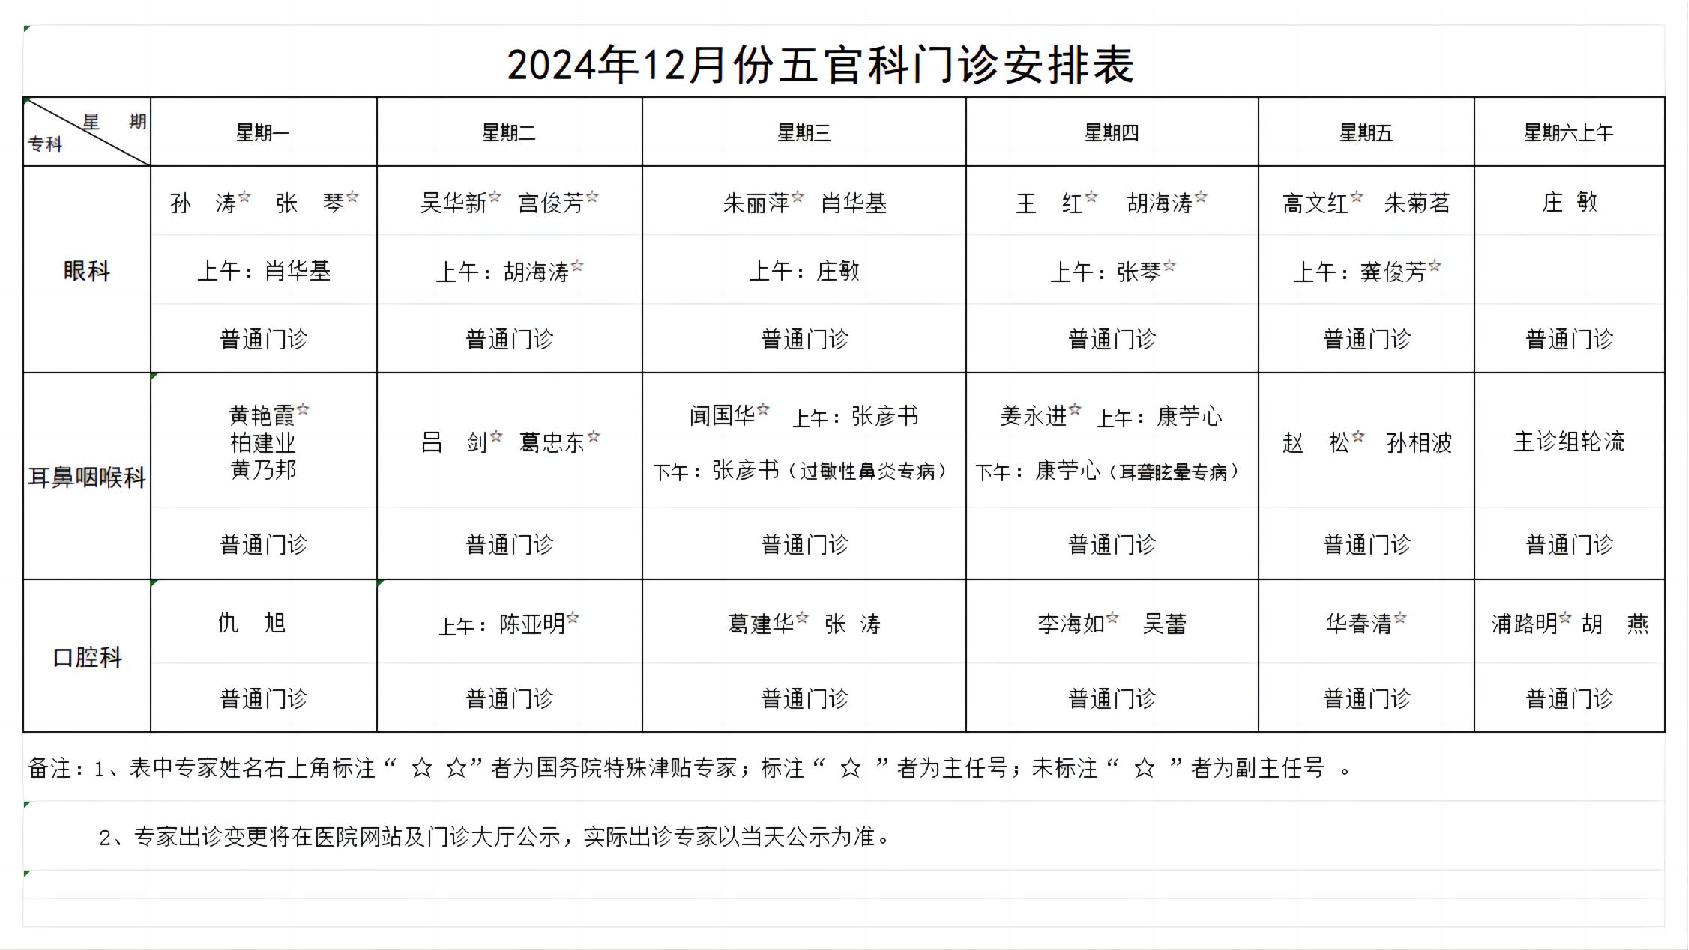 2024年12月份五官科门诊安排表
星 期 专科 星期一 星期二 星期三 星期四 星期五 星期六上午
孙 涛☆ 张 琴☆ 吴华新☆ 宫俊芳☆ 朱丽萍☆ 肖华基 王 红☆ 胡海涛☆ 高文红☆ 朱菊茗 庄 敏
眼科 上午：肖华基 上午：胡海涛☆ 上午：庄敏 上午：张琴☆ 上午：龚俊芳☆
普通门诊 普通门诊 普通门诊 普通门诊 普通门诊 普通门诊
黄艳霞☆ 闻国华☆ 上午：张彦书 姜永进☆ 上午：康苧心
柏建业 吕 剑☆ 葛忠东☆ 赵 松☆ 孙相波 主诊组轮流
耳鼻咽喉科 黄乃邦 下午：张彦书（过敏性鼻炎专病） 下午：康苧心（耳聋眩晕专病）
普通门诊 普通门诊 普通门诊 普通门诊 普通门诊 普通门诊
仇 旭 上午：陈亚明☆ 葛建华☆ 张 涛 李海如☆ 吴蕾 华春清☆ 浦路明☆ 胡 燕
口腔科
普通门诊 普通门诊 普通门诊 普通门诊 普通门诊 普通门诊
备注：1、表中专家姓名右上角标注“ ☆ ☆”者为国务院特殊津贴专家；标注“ ☆ ”者为主任号；未标注“ ☆ ”者为副主任号 。
2、专家出诊变更将在医院网站及门诊大厅公示，实际出诊专家以当天公示为准。